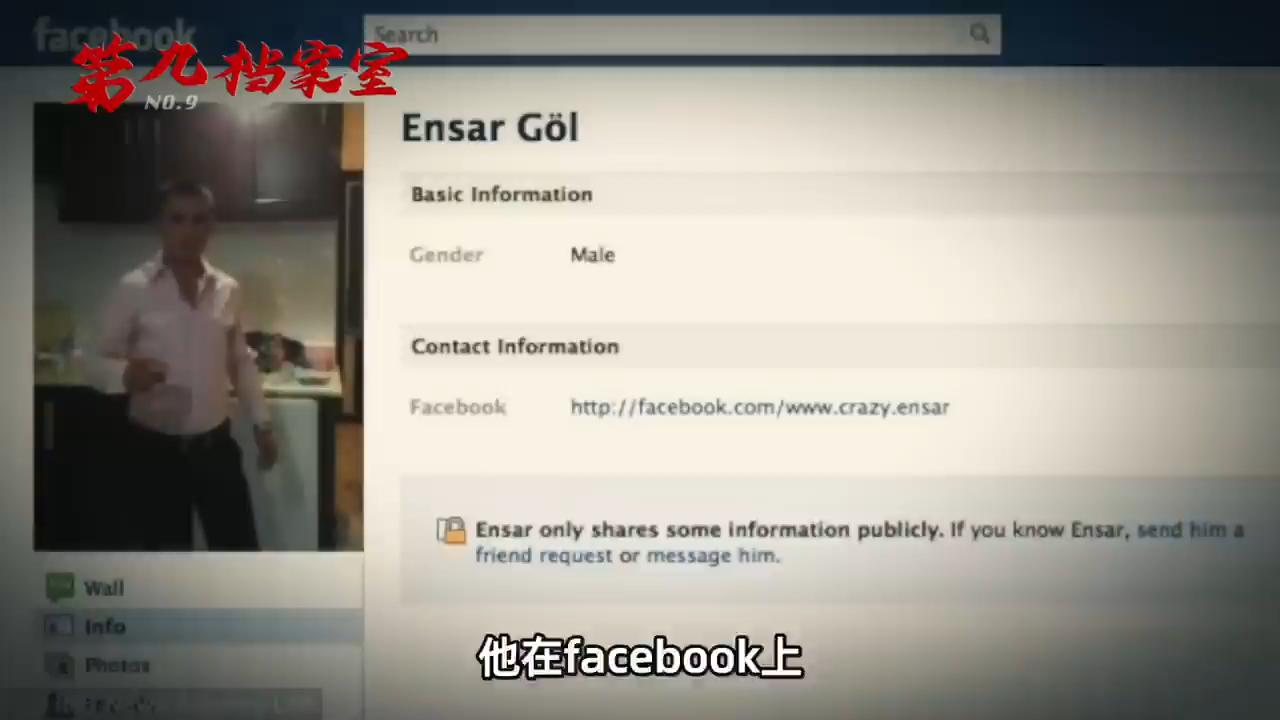 facebook
Search
第九档案室
NO.9
Ensar Göl
Basic Information
Gender Male
Contact Information
Facebook http://facebook.com/www.crazy.ensar
Ensar only shares some information publicly. If you know Ensar, send him a
friend request or message him.
Wall
Info
Photos
他在facebook上